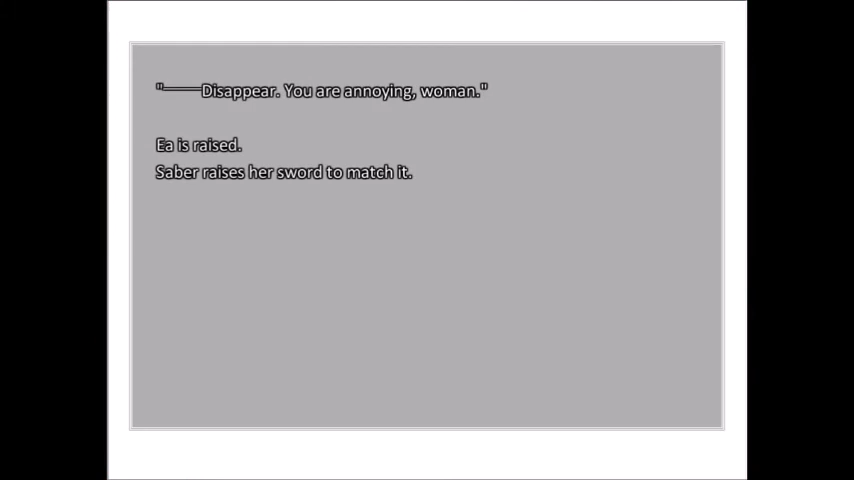 "───Disappear. You are annoying, woman."
Ea is raised.
Saber raises her sword to match it.